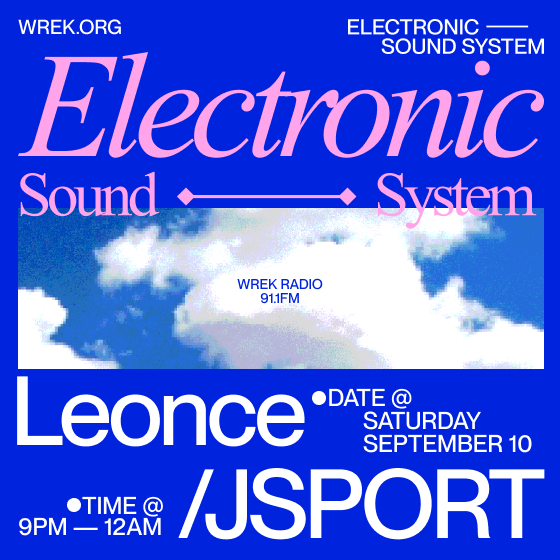 WREK.ORG
ELECTRONIC ——
SOUND SYSTEM
Electronic
Sound System
WREK RADIO
91.1FM
Leonce
●DATE @
SATURDAY
SEPTEMBER 10
/JSPORT
●TIME @
9PM — 12AM